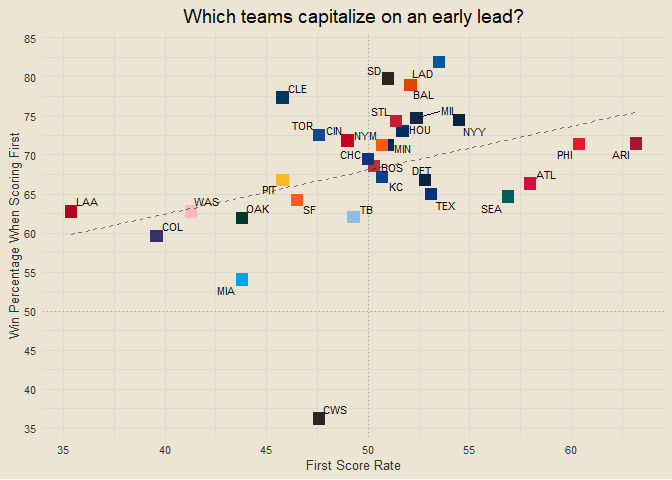 Which teams capitalize on an early lead?
85
80
75
70
65
60
55
50
45
40
35
Win Percentage When Scoring First
SD
LAD
BAL
CLE
STL
MIL
TOR
CIN
NYM
HOU
NYY
CHC
MIN
PHI
ARI
BOS
PIT
KC
DET
ATL
LAA
WAS
OAK
SF
TB
TEX
SEA
COL
MIA
CWS
35
40
45
50
55
60
First Score Rate